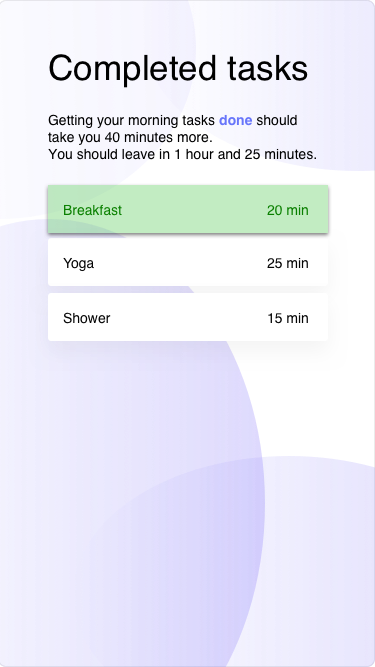 Completed tasks
Getting your morning tasks done should
take you 40 minutes more.
You should leave in 1 hour and 25 minutes.
Breakfast 20 min
Yoga 25 min
Shower 15 min